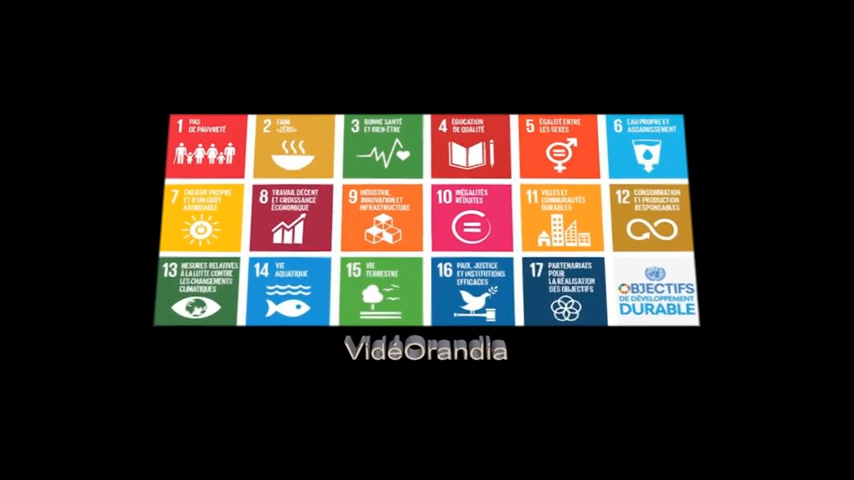 1 PAS
DE PAUVRETÉ
2 FAIM
«ZÉRO»
3 BONNE SANTÉ
ET BIEN-ÊTRE
4 ÉDUCATION
DE QUALITÉ
5 ÉGALITÉ ENTRE
LES SEXES
6 EAU PROPRE ET
ASSAINISSEMENT
7 ÉNERGIE PROPRE
ET D'UN COÛT
ABORDABLE
8 TRAVAIL DÉCENT
ET CROISSANCE
ÉCONOMIQUE
9 INDUSTRIE,
INNOVATION ET
INFRASTRUCTURE
10 INÉGALITÉS
RÉDUITES
11 VILLES ET
COMMUNAUTÉS
DURABLES
12 CONSOMMATION
ET PRODUCTION
RESPONSABLES
13 MESURES RELATIVES
À LA LUTTE CONTRE
LES CHANGEMENTS
CLIMATIQUES
14 VIE
AQUATIQUE
15 VIE
TERRESTRE
16 PAIX, JUSTICE
ET INSTITUTIONS
EFFICACES
17 PARTENARIATS
POUR
LA RÉALISATION
DES OBJECTIFS
OBJECTIFS
DE DÉVELOPPEMENT
DURABLE
VidéOrandia